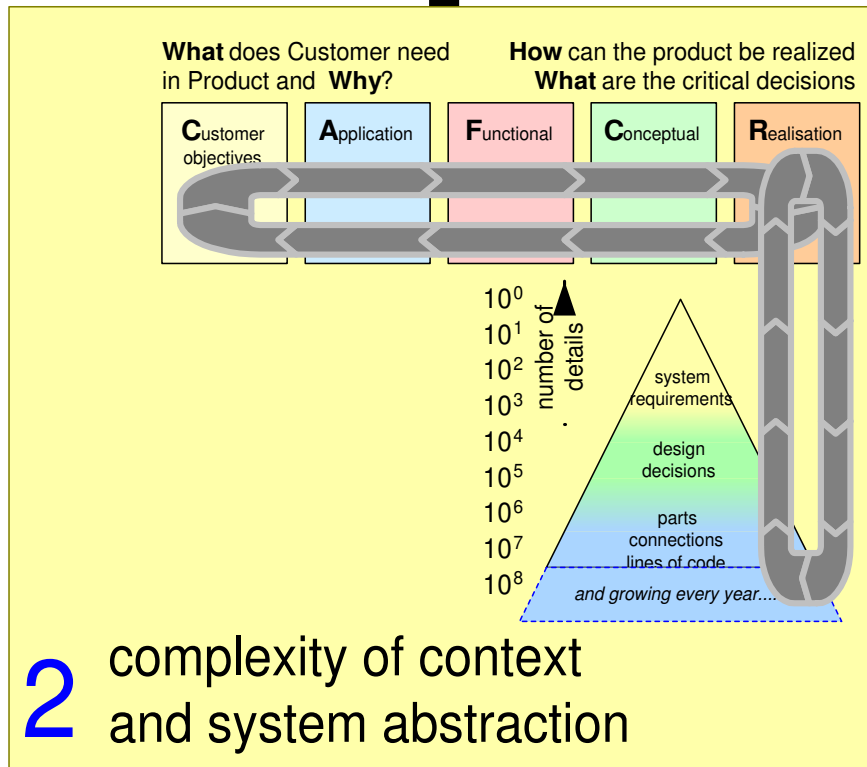 What does Customer need
in Product and Why?
How can the product be realized
What are the critical decisions
Customer
objectives
Application
Functional
Conceptual
Realisation
10⁰
10¹
10²
10³
10⁴
10⁵
10⁶
10⁷
10⁸
number of
details
system
requirements
design
decisions
parts
connections
lines of code
and growing every year....
2
complexity of context
and system abstraction